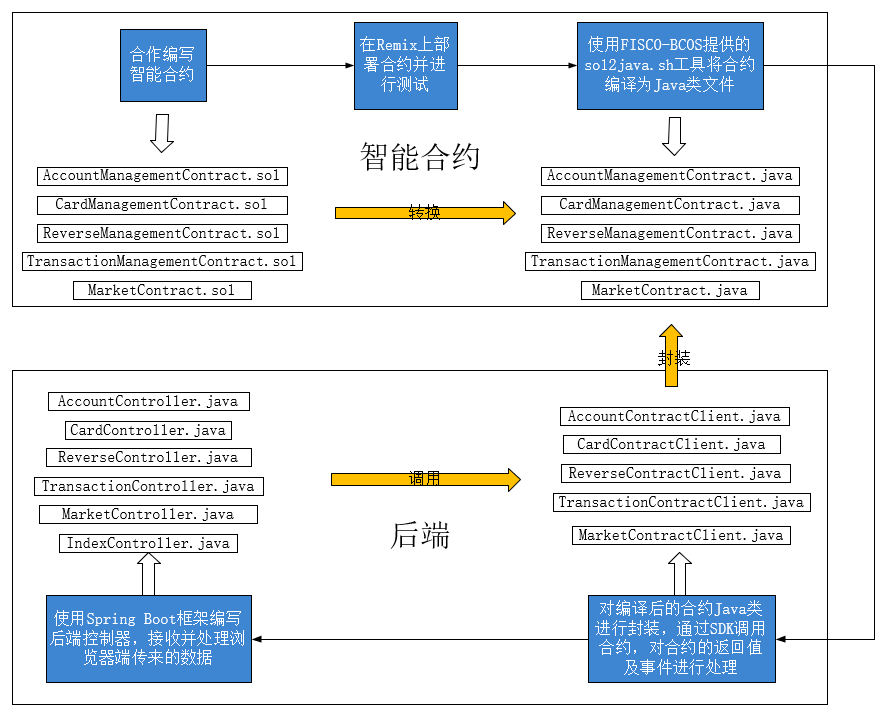 合作编写
智能合约
在Remix上部
署合约并进
行测试
使用FISCO-BCOS提供的
sol2java.sh工具将合约
编译为Java类文件
智能合约
AccountManagementContract.sol
CardManagementContract.sol
ReverseManagementContract.sol
TransactionManagementContract.sol
MarketContract.sol
转换
AccountManagementContract.java
CardManagementContract.java
ReverseManagementContract.java
TransactionManagementContract.java
MarketContract.java
封装
AccountController.java
CardController.java
ReverseController.java
TransactionController.java
MarketController.java
IndexController.java
调用
后端
AccountContractClient.java
CardContractClient.java
ReverseContractClient.java
TransactionContractClient.java
MarketContractClient.java
使用Spring Boot框架编写
后端控制器，接收并处理浏
览器端传来的数据
对编译后的合约Java类
进行封装，通过SDK调用
合约，对合约的返回值
及事件进行处理